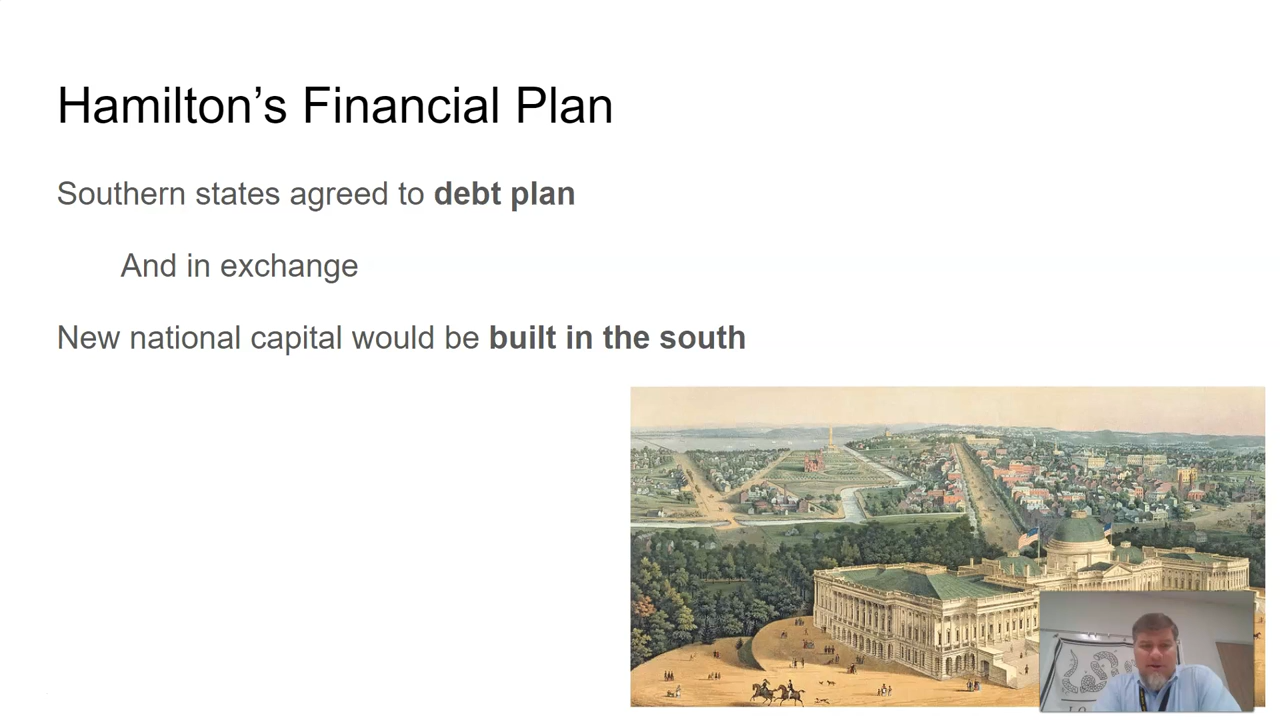 Hamilton’s Financial Plan
Southern states agreed to debt plan
And in exchange
New national capital would be built in the south